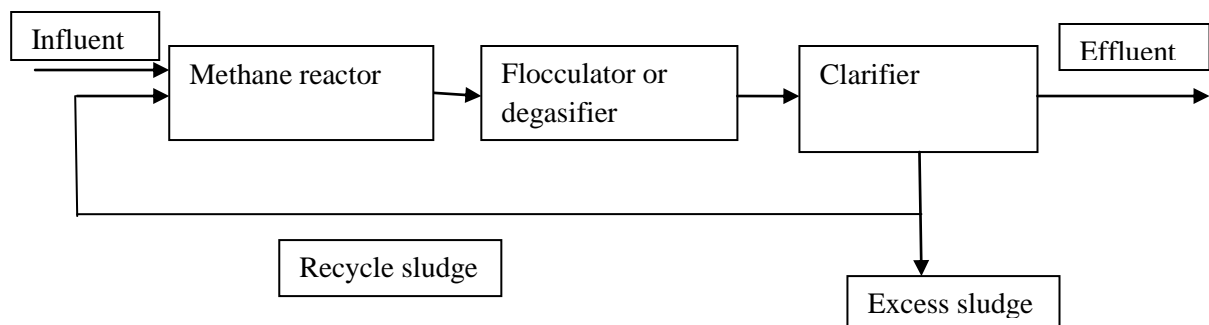 Influent
Methane reactor
Flocculator or
degasifier
Clarifier
Effluent
Recycle sludge
Excess sludge